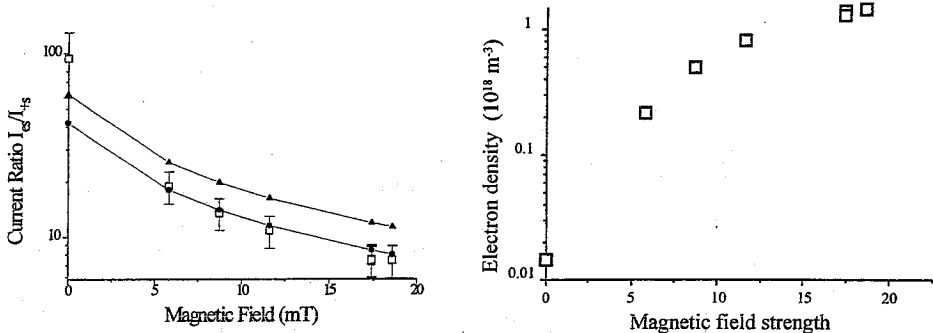 100
10
Current Ratio I_es/I_+s
0 5 10 15 20
Magnetic Field (mT)
1
0.1
0.01
Electron density (10^18 m^-3)
0 5 10 15 20
Magnetic field strength